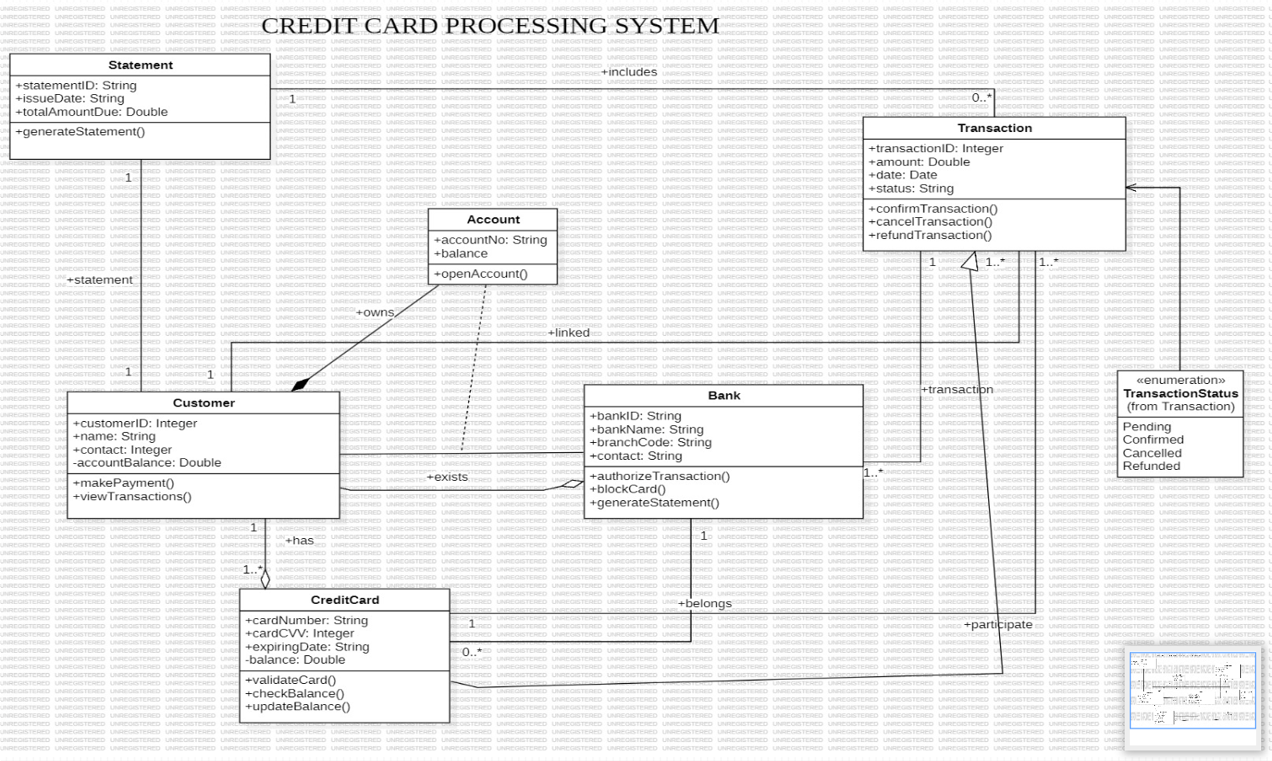 CREDIT CARD PROCESSING SYSTEM
Statement
+statementID: String
+issueDate: String
+totalAmountDue: Double
+generateStatement()
+includes
1
0..*
Transaction
+transactionID: Integer
+amount: Double
+date: Date
+status: String
+confirmTransaction()
+cancelTransaction()
+refundTransaction()
1
Account
+accountNo: String
+balance
+openAccount()
1
1..*
1..*
+statement
+owns
+linked
1
1
«enumeration»
TransactionStatus
(from Transaction)
Pending
Confirmed
Cancelled
Refunded
+transaction
Customer
+customerID: Integer
+name: String
+contact: Integer
-accountBalance: Double
+makePayment()
+viewTransactions()
Bank
+bankID: String
+bankName: String
+branchCode: String
+contact: String
+authorizeTransaction()
+blockCard()
+generateStatement()
1..*
+exists
1
+has
1..*
1
+belongs
CreditCard
+cardNumber: String
+cardCVV: Integer
+expiringDate: String
-balance: Double
+validateCard()
+checkBalance()
+updateBalance()
1
0..*
+participate
UNREGISTERED